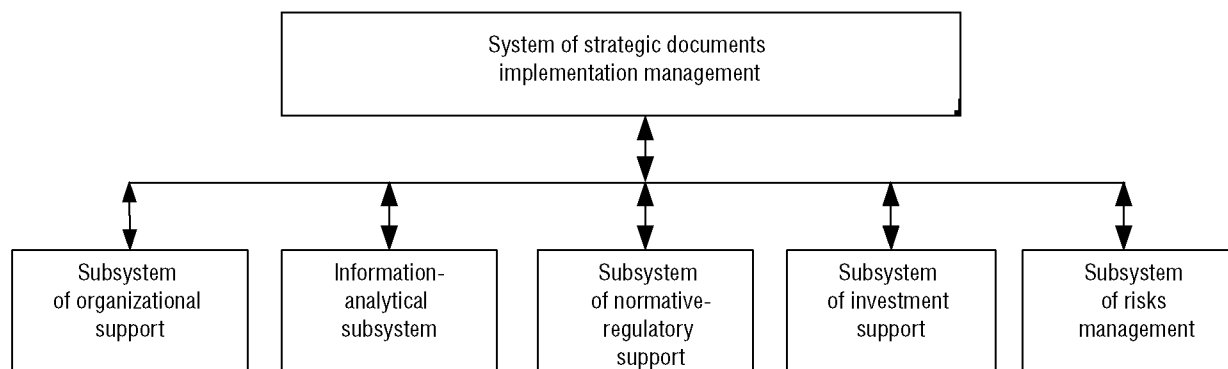 System of strategic documents
implementation management
Subsystem
of organizational
support
Information-
analytical
subsystem
Subsystem
of normative-
regulatory
support
Subsystem
of investment
support
Subsystem
of risks
management